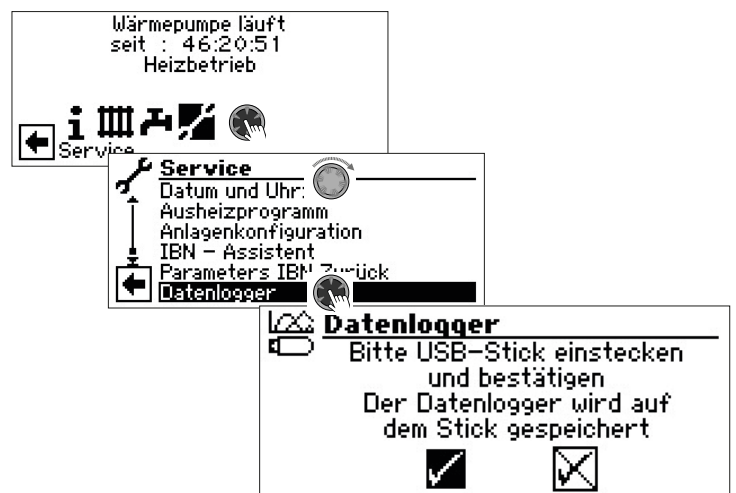 Wärmepumpe läuft
seit : 46:20:51
Heizbetrieb
Service
Service
Datum und Uhr
Ausheizprogramm
Anlagenkonfiguration
IBN – Assistent
Parameters IBN Zurück
Datenlogger
Datenlogger
Bitte USB-Stick einstecken
und bestätigen
Der Datenlogger wird auf
dem Stick gespeichert